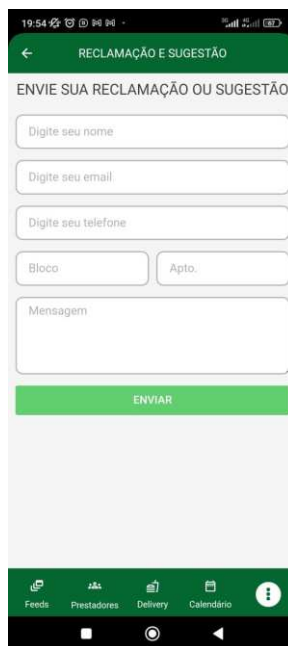 19:54
RECLAMAÇÃO E SUGESTÃO
ENVIE SUA RECLAMAÇÃO OU SUGESTÃO
Digite seu nome
Digite seu email
Digite seu telefone
Bloco Apto.
Mensagem
ENVIAR
Feeds Prestadores Delivery Calendário